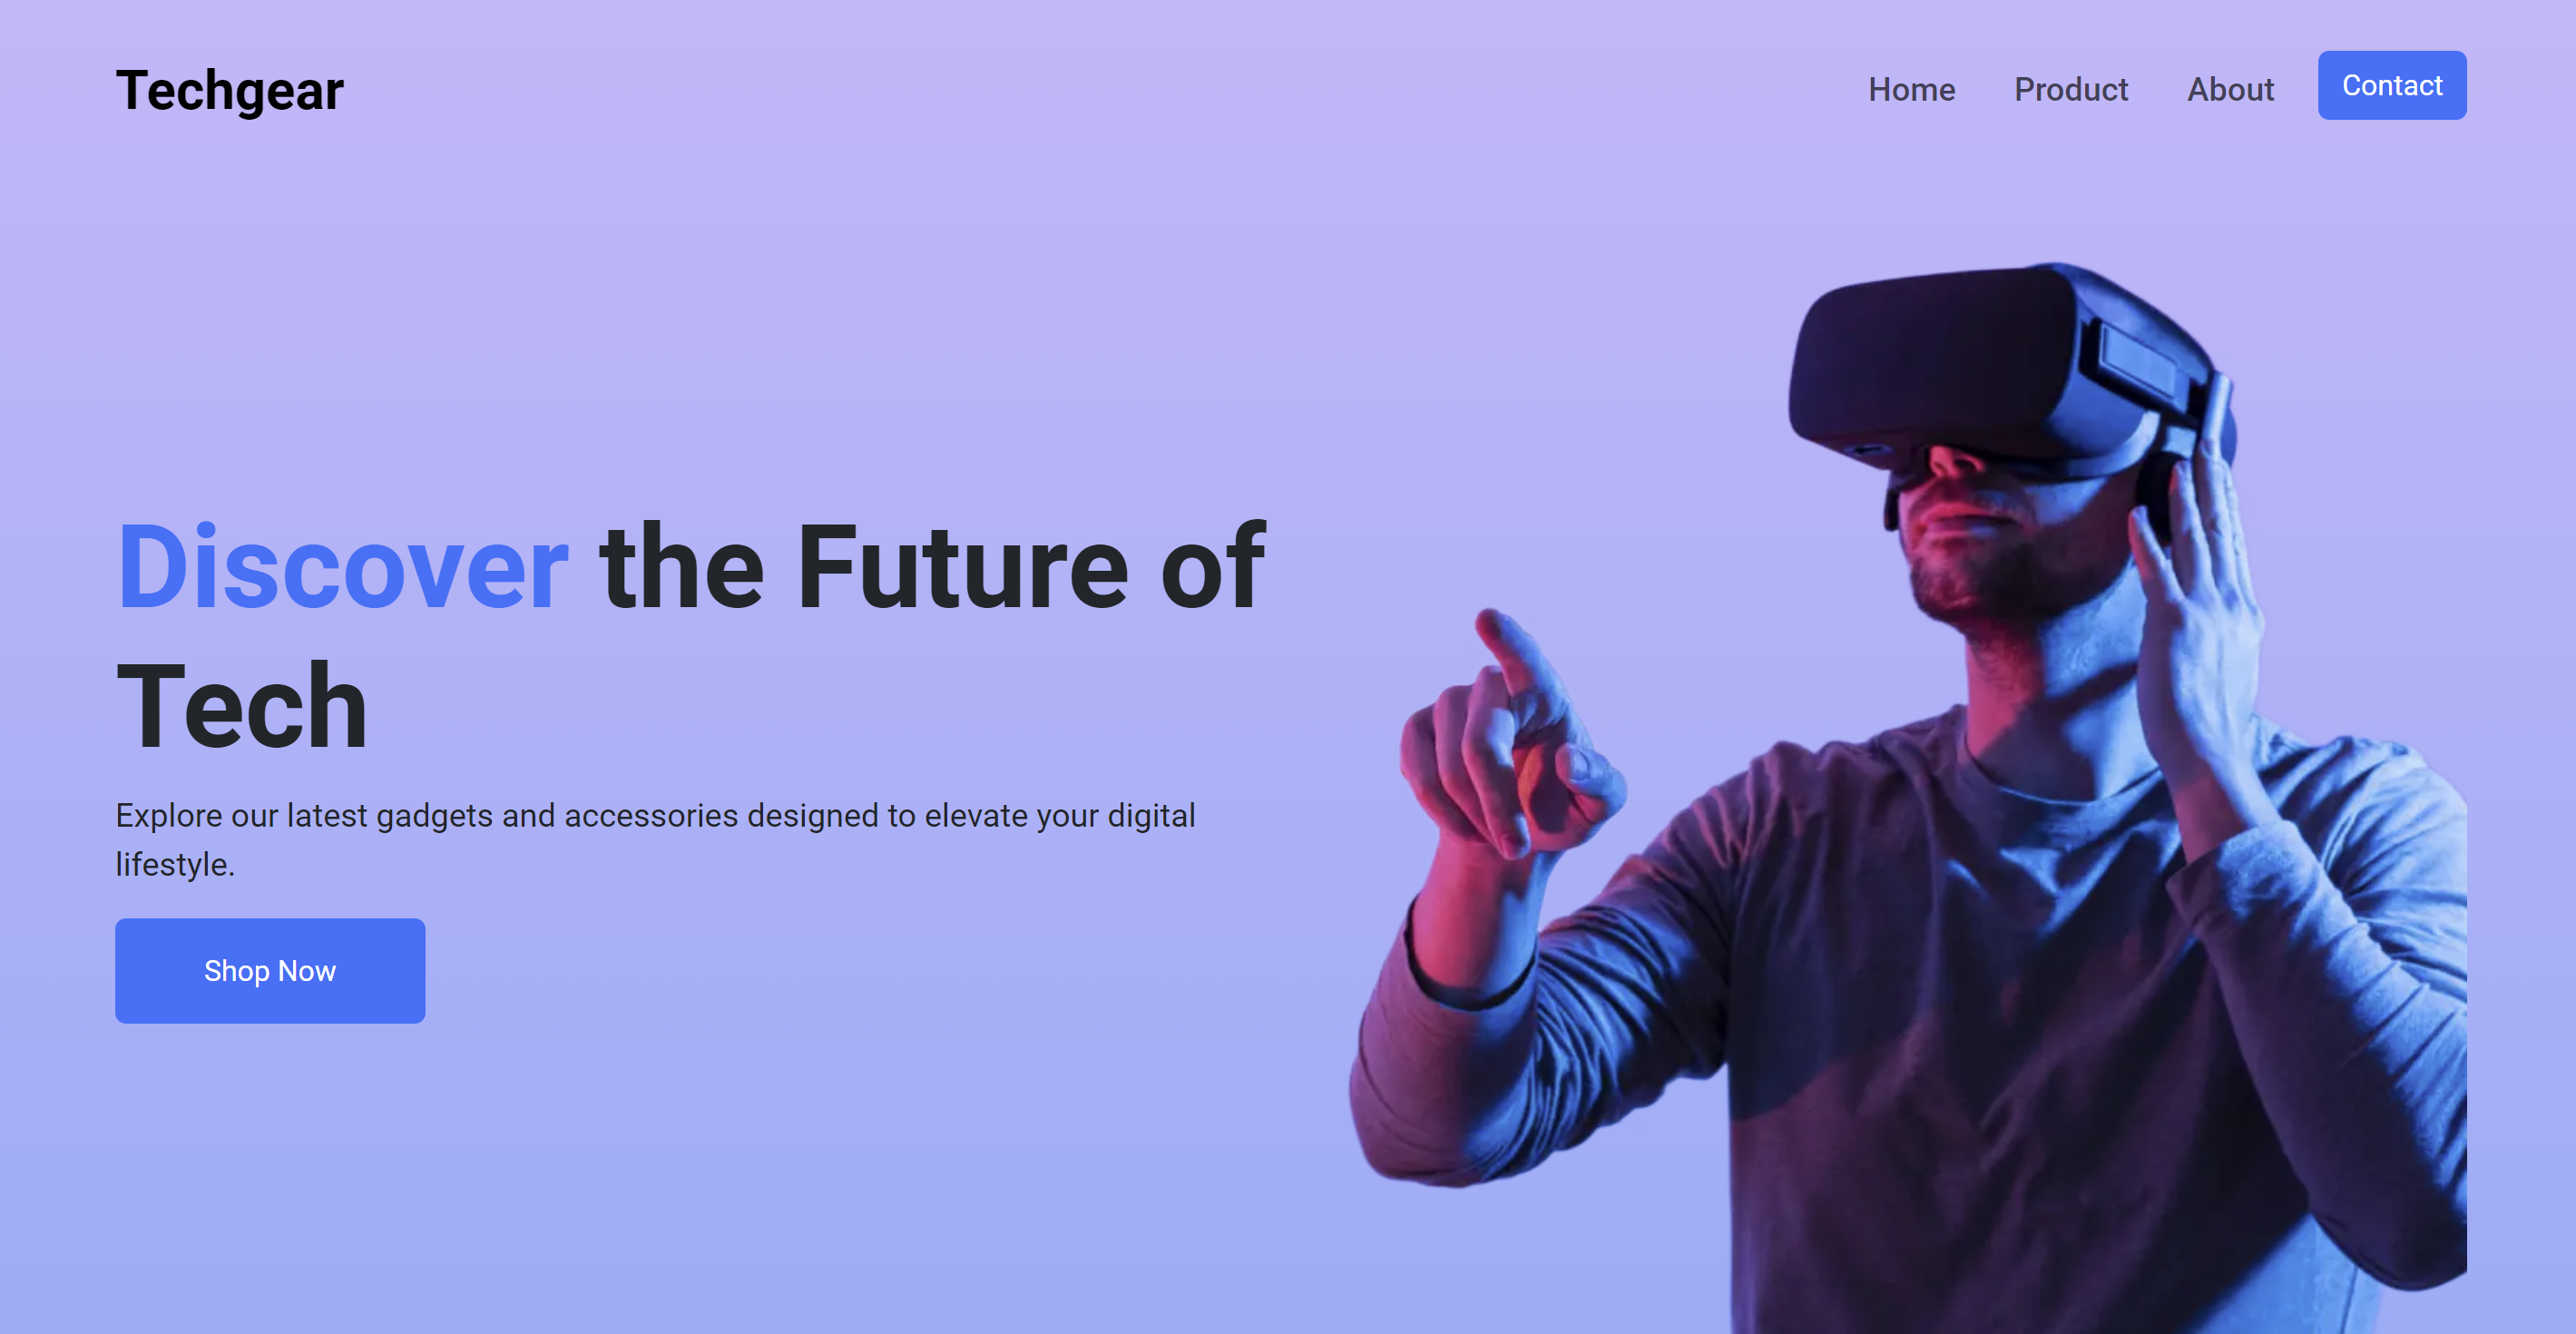 Techgear
Home Product About Contact
Discover the Future of
Tech
Explore our latest gadgets and accessories designed to elevate your digital
lifestyle.
Shop Now